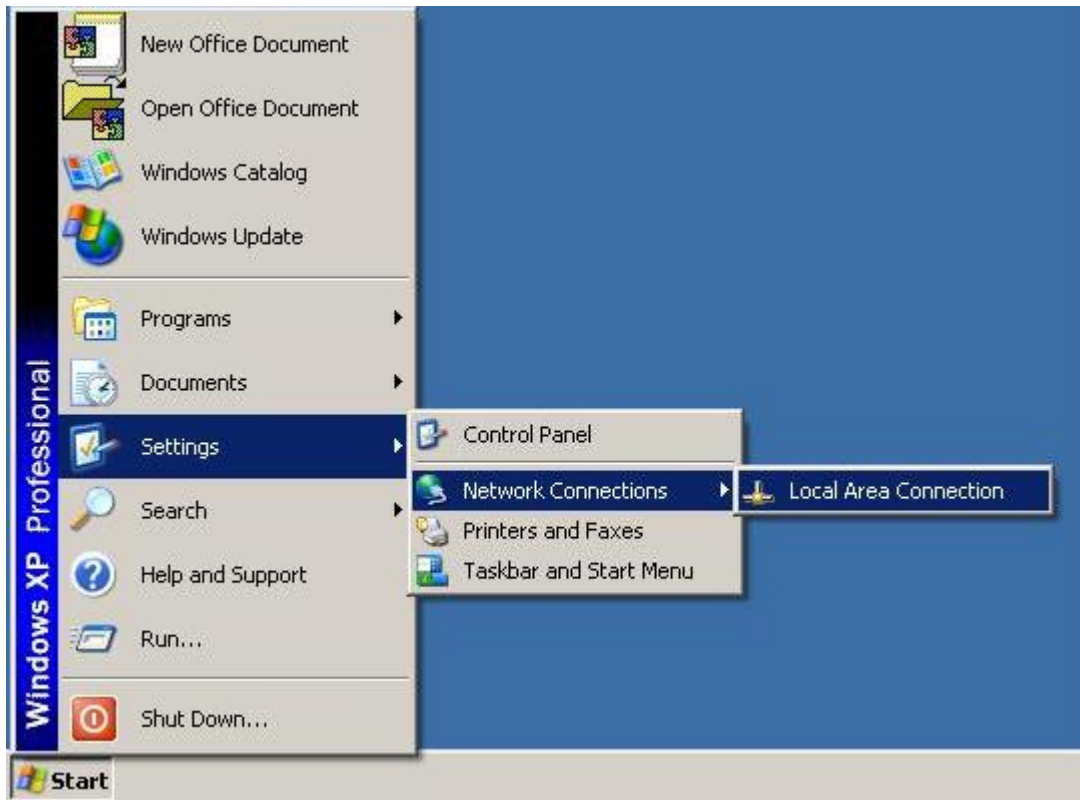 New Office Document
Open Office Document
Windows Catalog
Windows Update
Programs
Documents
Settings
Search
Help and Support
Run...
Shut Down...
Windows XP Professional
Control Panel
Network Connections
Printers and Faxes
Taskbar and Start Menu
Local Area Connection
Start